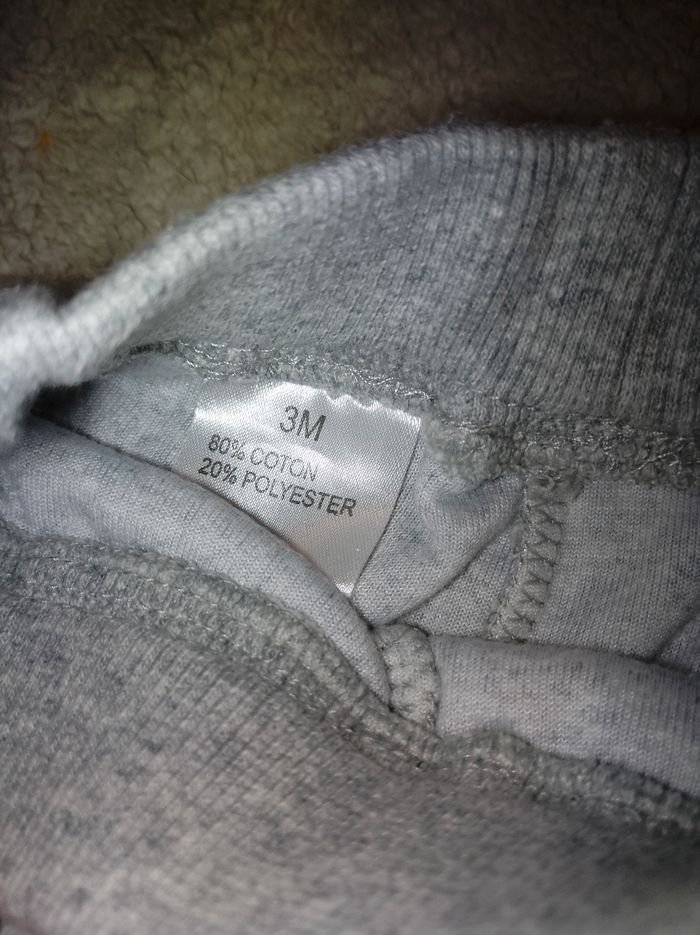 3M
80% COTON
20% POLYESTER